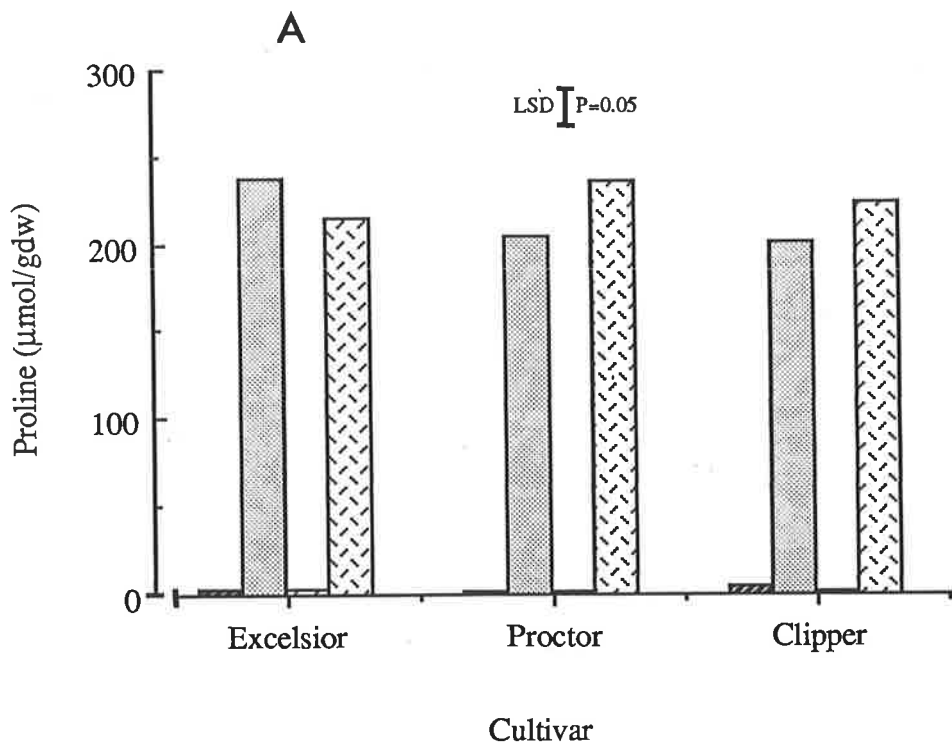 A
300
LSD P=0.05
200
100
0
Proline (µmol/gdw)
Excelsior Proctor Clipper
Cultivar